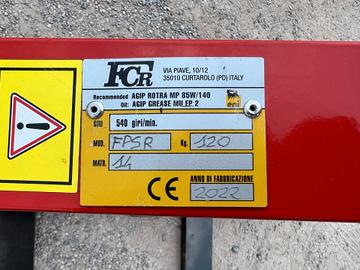 FCR
VIA PIAVE, 10/12
35010 CURTAROLO (PD) ITALY
Recommended AGIP ROTRA MP 85W/140
Oil: AGIP GREASE MU EP 2
eni
GIRI 540 giri/min.
MOD. FPSR Kg. 120
MATR. 14
CE ANNO DI FABBRICAZIONE
2022